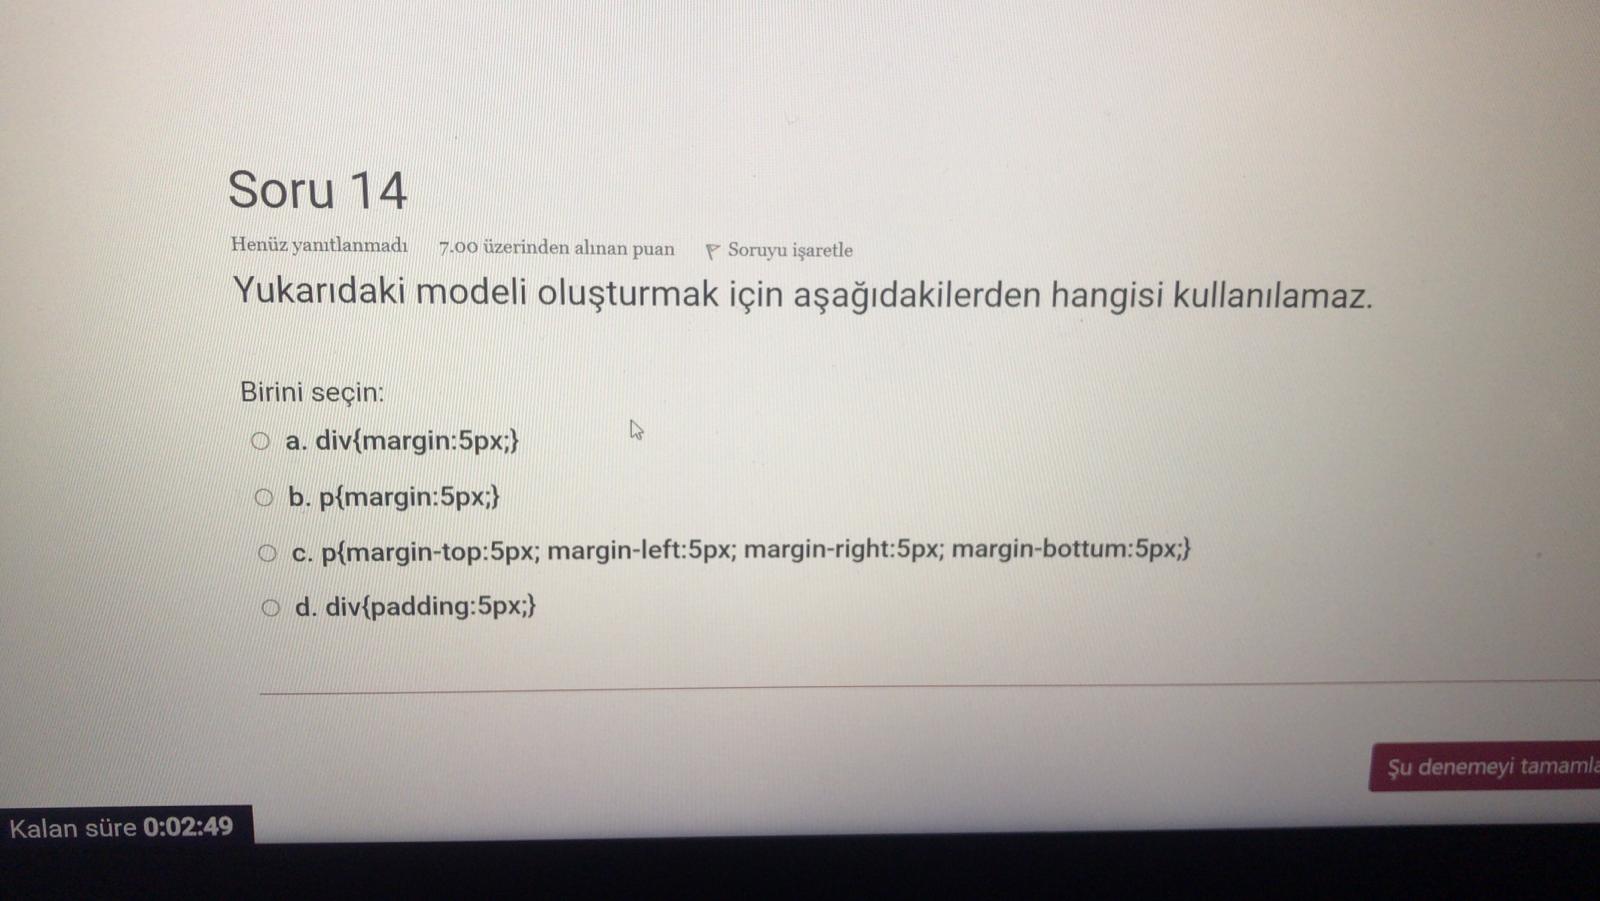 Soru 14
Henüz yanıtlanmadı 7.00 üzerinden alınan puan Soruyu işaretle
Yukarıdaki modeli oluşturmak için aşağıdakilerden hangisi kullanılamaz.
Birini seçin:
a. div{margin:5px;}
b. p{margin:5px;}
c. p{margin-top:5px; margin-left:5px; margin-right:5px; margin-bottum:5px;}
d. div{padding:5px;}
Şu denemeyi tamamla
Kalan süre 0:02:49